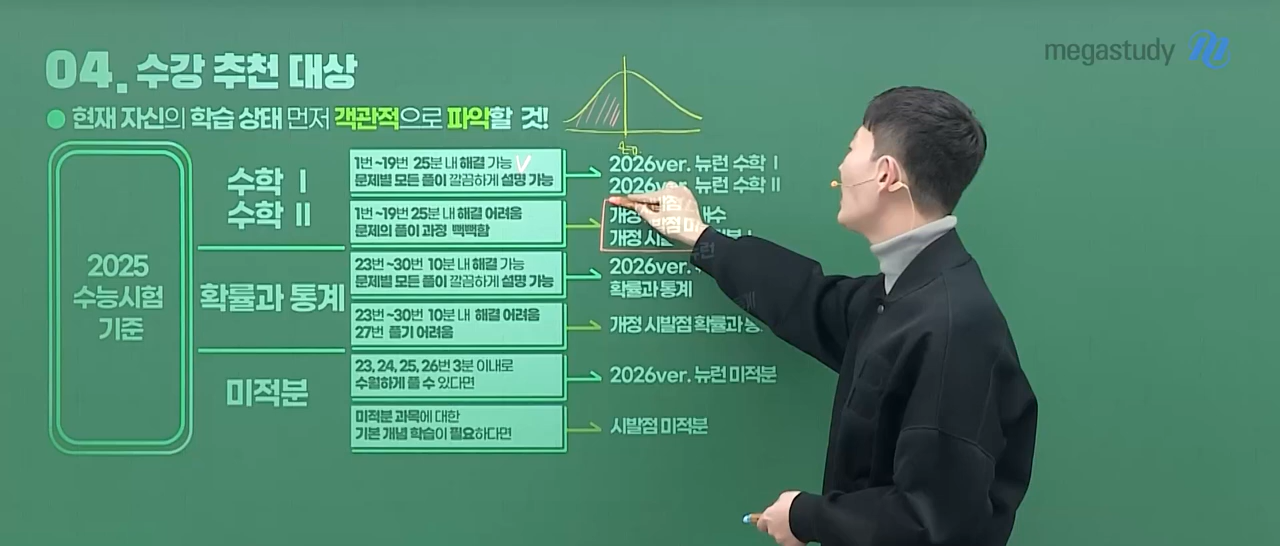 megastudy
04. 수강 추천 대상
현재 자신의 학습 상태 먼저 객관적으로 파악할 것!
2025
수능시험
기준
수학 I
수학 II
1번~19번 25분 내 해결 가능
문제별 모든 풀이 깔끔하게 설명 가능
2026ver. 뉴런 수학 I
2026ver. 뉴런 수학 II
1번~19번 25분 내 해결 어려움
문제의 풀이 과정 빽빽함
개정
개정
확률과 통계
23번~30번 10분 내 해결 가능
문제별 모든 풀이 깔끔하게 설명 가능
2026ver.
확률과 통계
23번~30번 10분 내 해결 어려움
27번 풀기 어려움
개정 시발점 확률과
미적분
23, 24, 25, 26번 3분 이내로
수월하게 풀 수 있다면
2026ver. 뉴런 미적분
미적분 과목에 대한
기본 개념 학습이 필요하다면
시발점 미적분